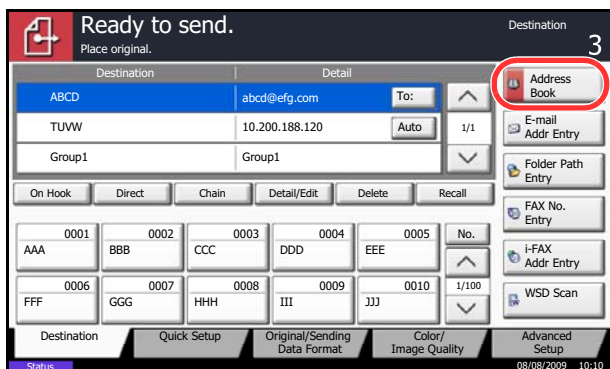 Ready to send.
Place original.
Destination
3
Destination Detail
ABCD abcd@efg.com To:
TUVW 10.200.188.120 Auto 1/1
Group1 Group1
On Hook Direct Chain Detail/Edit Delete Recall
0001 0002 0003 0004 0005 No.
AAA BBB CCC DDD EEE
0006 0007 0008 0009 0010 1/100
FFF GGG HHH III JJJ
Address
Book
E-mail
Addr Entry
Folder Path
Entry
FAX No.
Entry
i-FAX
Addr Entry
WSD Scan
Destination Quick Setup Original/Sending
Data Format Color/
Image Quality Advanced
Setup
Status 08/08/2009 10:10